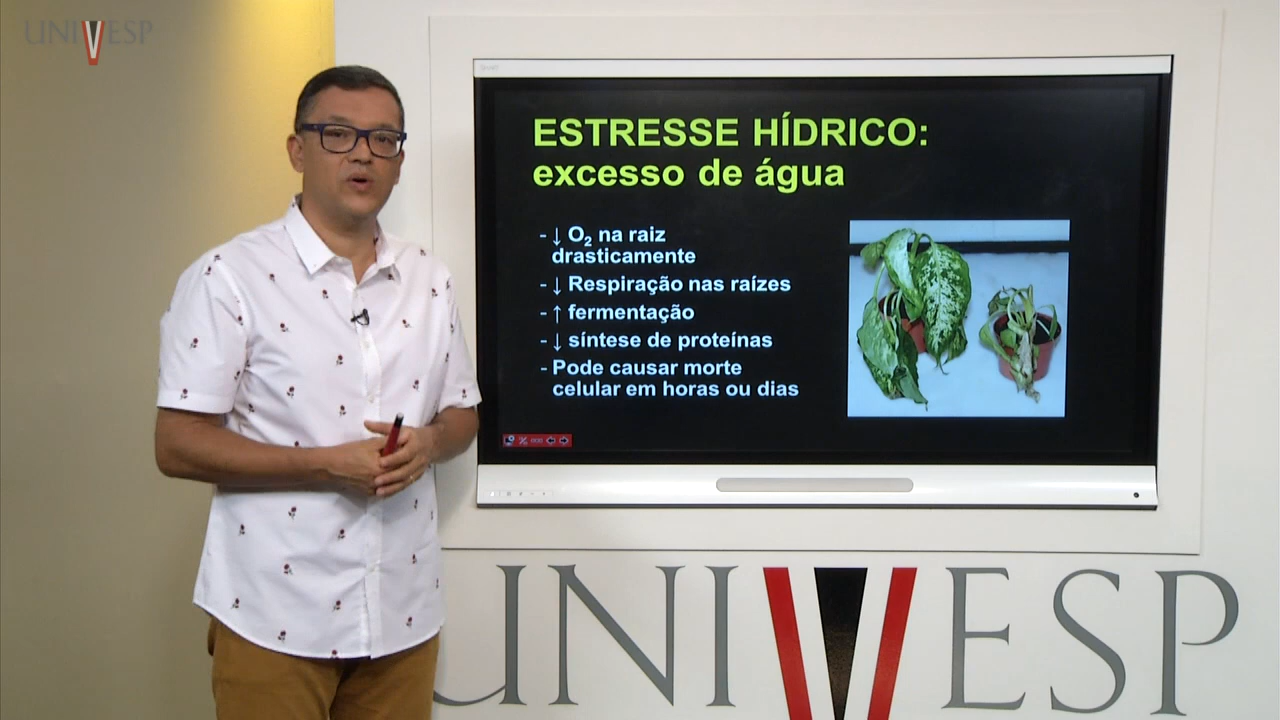 UNIVESP
ESTRESSE HÍDRICO:
excesso de água
- ↓ O₂ na raiz
drasticamente
- ↓ Respiração nas raízes
- ↑ fermentação
- ↓ síntese de proteínas
- Pode causar morte
celular em horas ou dias
UNIVESP